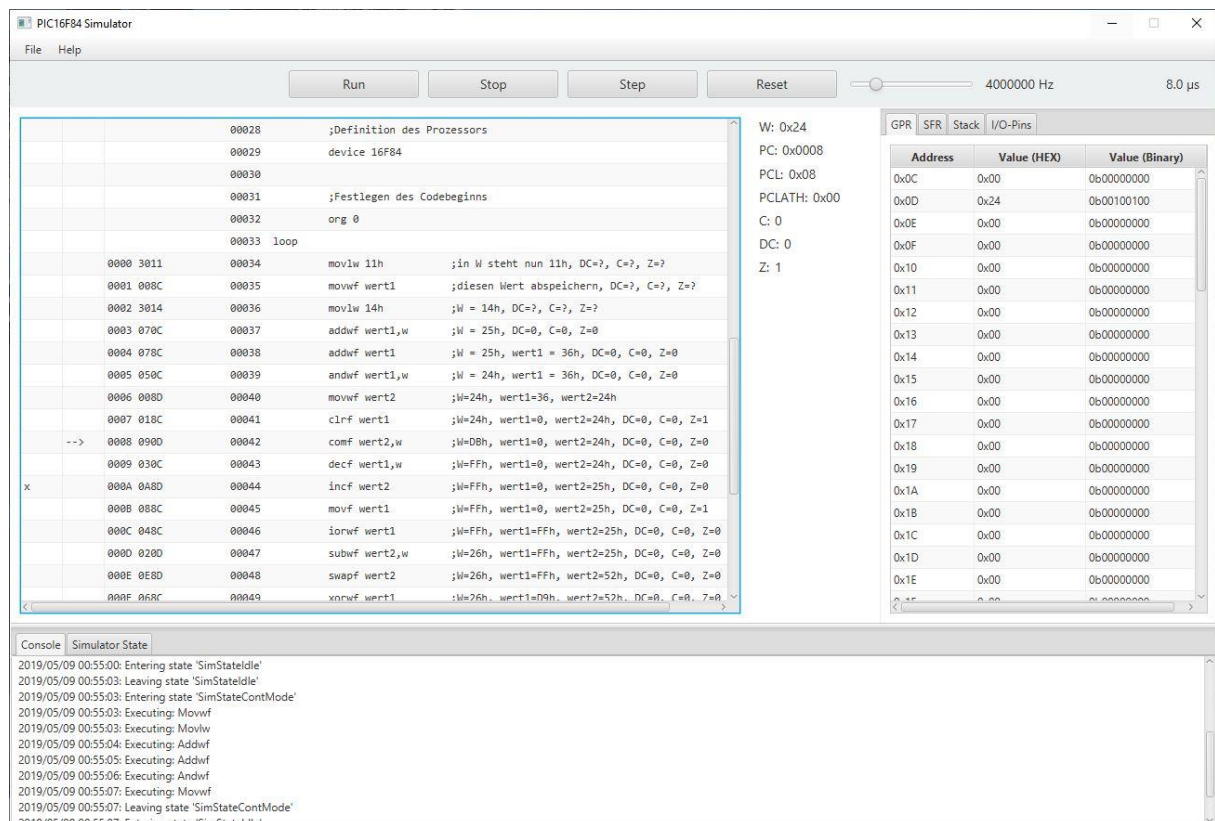 PIC16F84 Simulator
File Help
Run Stop Step Reset 4000000 Hz 8.0 µs
00028 ;Definition des Prozessors
00029 device 16F84
00030
00031 ;Festlegen des Codebeginns
00032 org 0
00033 loop
0000 3011 00034 movlw 11h ;in W steht nun 11h, DC=?, C=?, Z=?
0001 008C 00035 movwf wert1 ;diesen Wert abspeichern, DC=?, C=?, Z=?
0002 3014 00036 movlw 14h ;W = 14h, DC=?, C=?, Z=?
0003 070C 00037 addwf wert1,w ;W = 25h, DC=0, C=0, Z=0
0004 078C 00038 addwf wert1 ;W = 25h, wert1 = 36h, DC=0, C=0, Z=0
0005 050C 00039 andwf wert1,w ;W = 24h, wert1 = 36h, DC=0, C=0, Z=0
0006 008D 00040 movwf wert2 ;W=24h, wert1=36, wert2=24h
0007 018C 00041 clrf wert1 ;W=24h, wert1=0, wert2=24h, DC=0, C=0, Z=1
--> 0008 090D 00042 comf wert2,w ;W=DBh, wert1=0, wert2=24h, DC=0, C=0, Z=0
0009 030C 00043 decf wert1,w ;W=FFh, wert1=0, wert2=24h, DC=0, C=0, Z=0
x 000A 0A8D 00044 incf wert2 ;W=FFh, wert1=0, wert2=25h, DC=0, C=0, Z=0
000B 088C 00045 movf wert1 ;W=FFh, wert1=0, wert2=25h, DC=0, C=0, Z=1
000C 048C 00046 iorwf wert1 ;W=FFh, wert1=FFh, wert2=25h, DC=0, C=0, Z=0
000D 020D 00047 subwf wert2,w ;W=26h, wert1=FFh, wert2=25h, DC=0, C=0, Z=0
000E 0E8D 00048 swapf wert2 ;W=26h, wert1=FFh, wert2=52h, DC=0, C=0, Z=0
000F 068C 00049 xorwf wert1 ;W=26h, wert1=D9h, wert2=52h, DC=0, C=0, Z=0
W: 0x24
PC: 0x0008
PCL: 0x08
PCLATH: 0x00
C: 0
DC: 0
Z: 1
GPR SFR Stack I/O-Pins
Address Value (HEX) Value (Binary)
0x0C 0x00 0b00000000
0x0D 0x24 0b00100100
0x0E 0x00 0b00000000
0x0F 0x00 0b00000000
0x10 0x00 0b00000000
0x11 0x00 0b00000000
0x12 0x00 0b00000000
0x13 0x00 0b00000000
0x14 0x00 0b00000000
0x15 0x00 0b00000000
0x16 0x00 0b00000000
0x17 0x00 0b00000000
0x18 0x00 0b00000000
0x19 0x00 0b00000000
0x1A 0x00 0b00000000
0x1B 0x00 0b00000000
0x1C 0x00 0b00000000
0x1D 0x00 0b00000000
0x1E 0x00 0b00000000
Console Simulator State
2019/05/09 00:55:00: Entering state 'SimStateIdle'
2019/05/09 00:55:03: Leaving state 'SimStateIdle'
2019/05/09 00:55:03: Entering state 'SimStateContMode'
2019/05/09 00:55:03: Executing: Movwf
2019/05/09 00:55:03: Executing: Movlw
2019/05/09 00:55:04: Executing: Addwf
2019/05/09 00:55:05: Executing: Addwf
2019/05/09 00:55:06: Executing: Andwf
2019/05/09 00:55:07: Executing: Movwf
2019/05/09 00:55:07: Leaving state 'SimStateContMode'